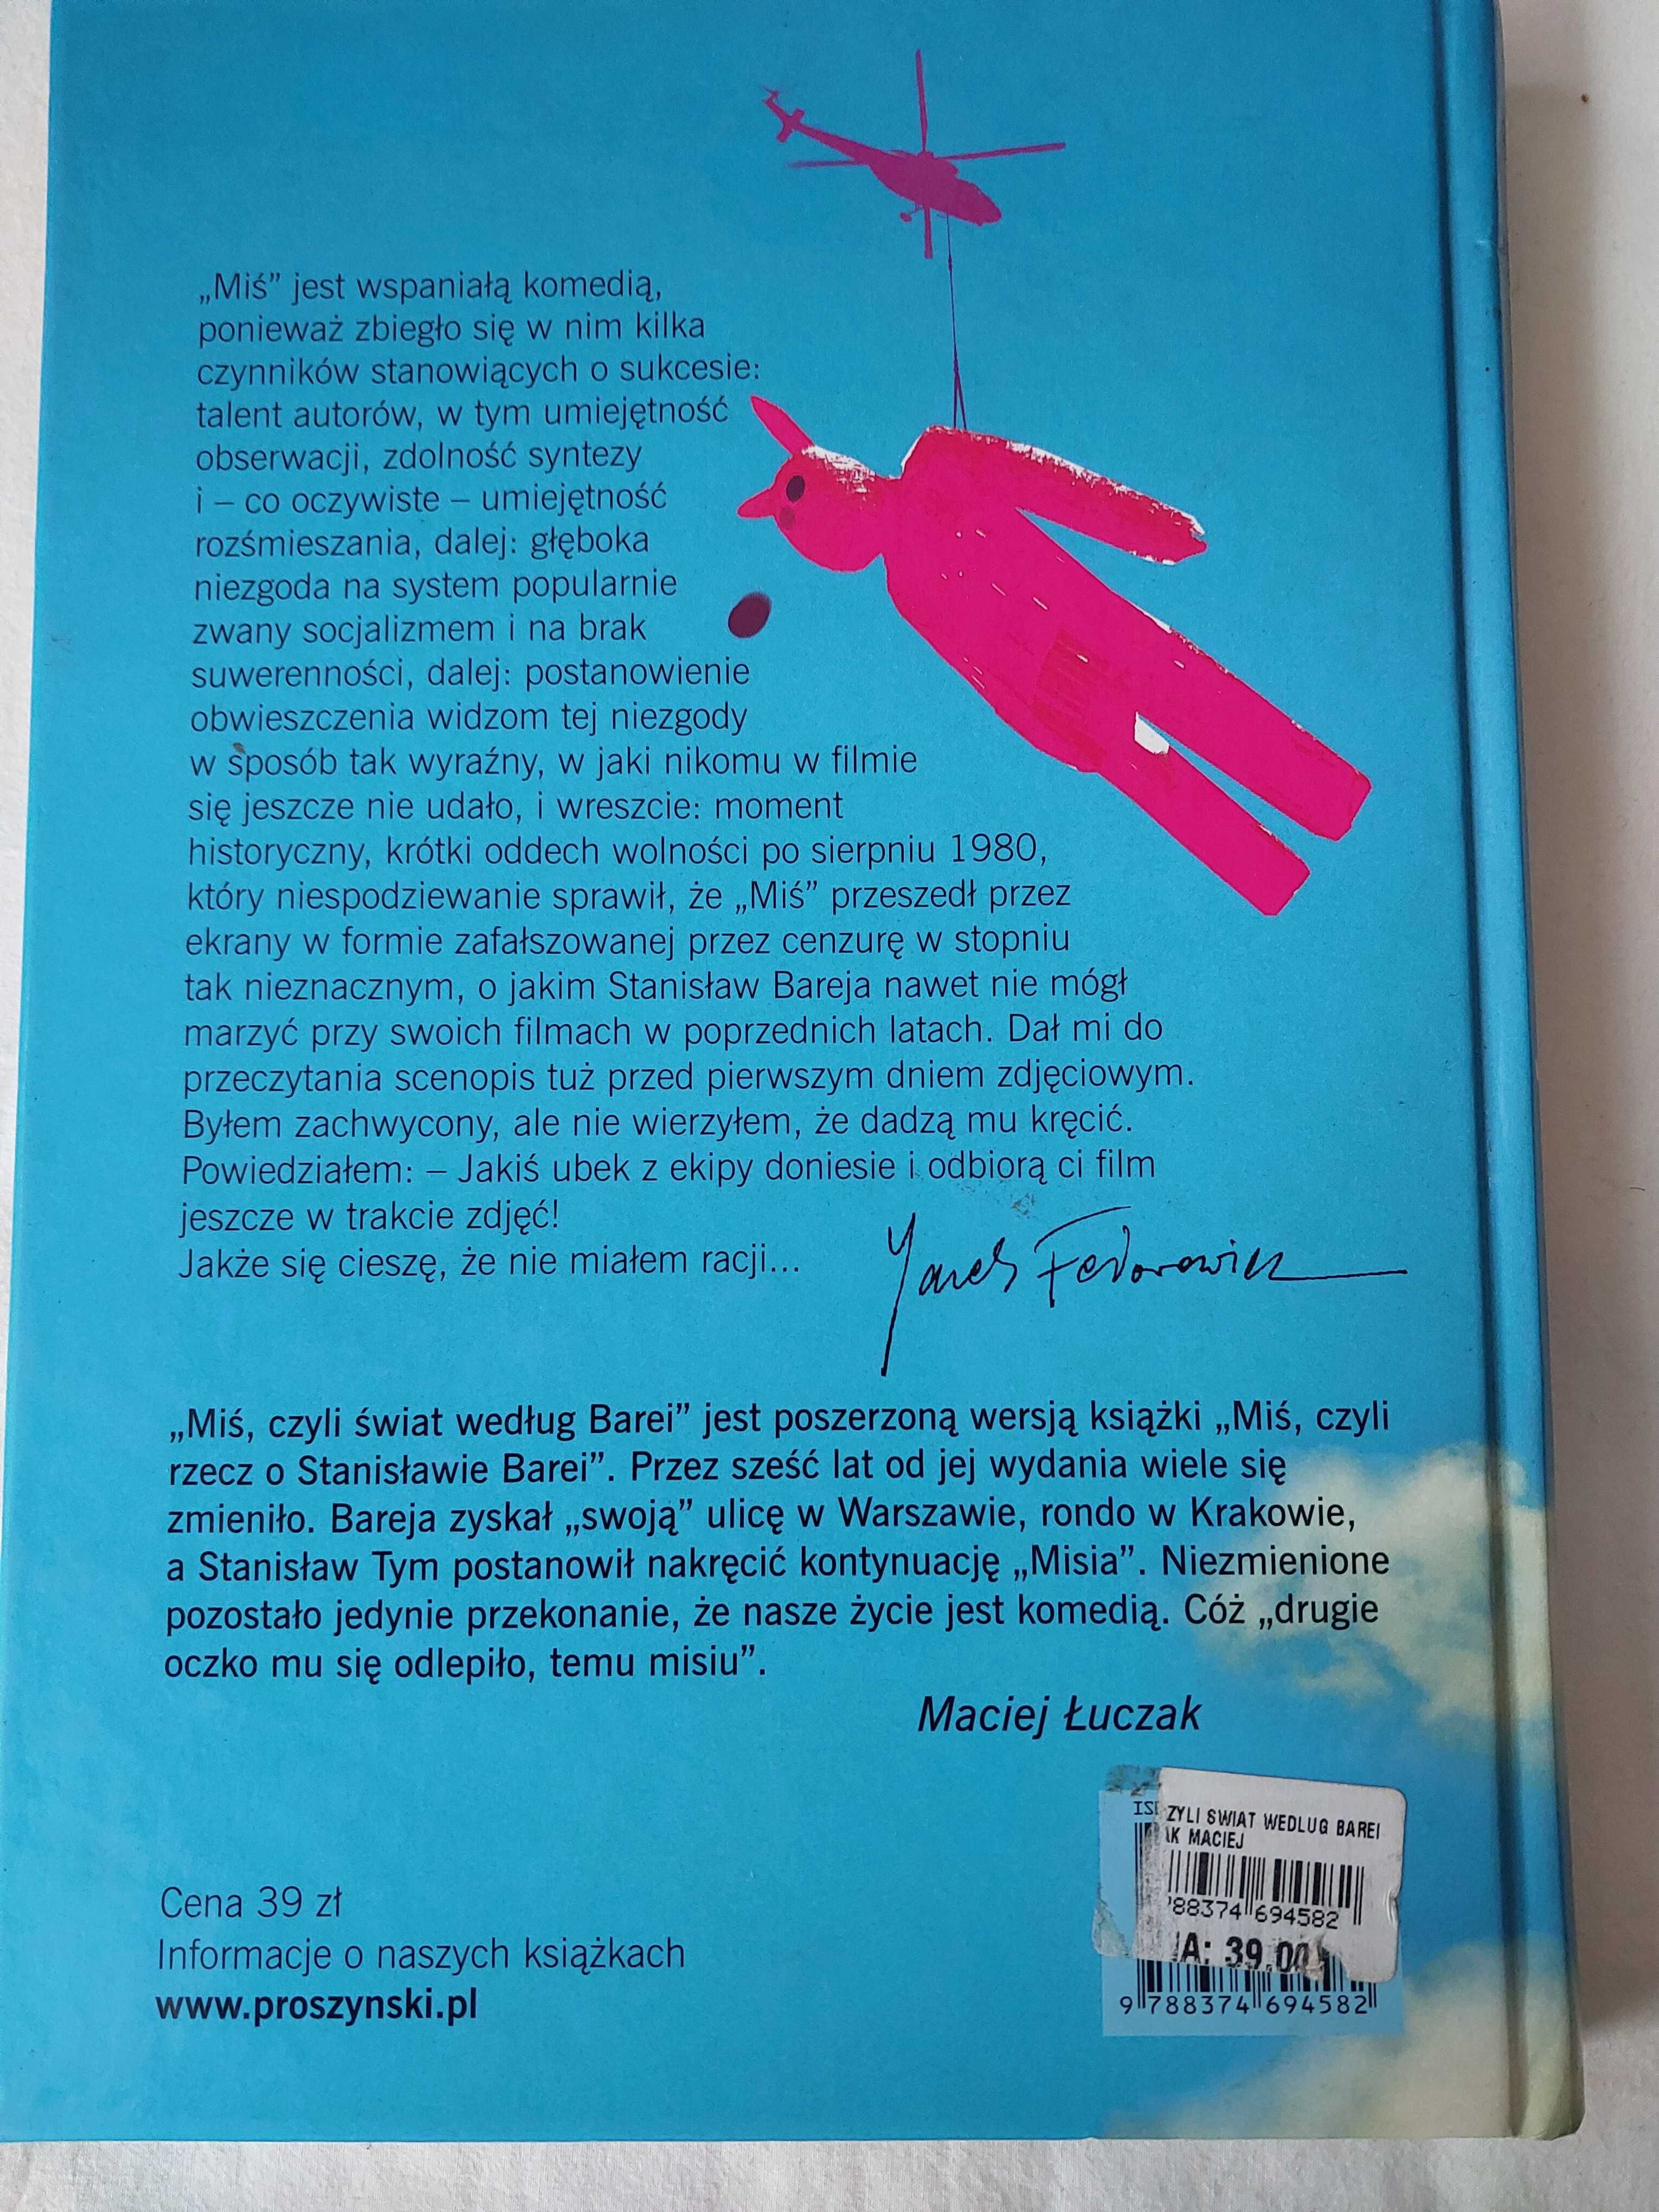 „Miś” jest wspaniałą komedią,
ponieważ zbiegło się w nim kilka
czynników stanowiących o sukcesie:
talent autorów, w tym umiejętność
obserwacji, zdolność syntezy
i – co oczywiste – umiejętność
rozśmieszania, dalej: głęboka
niezgoda na system popularnie
zwany socjalizmem i na brak
suwerenności, dalej: postanowienie
obwieszczenia widzom tej niezgody
w sposób tak wyraźny, w jaki nikomu w filmie
się jeszcze nie udało, i wreszcie: moment
historyczny, krótki oddech wolności po sierpniu 1980,
który niespodziewanie sprawił, że „Miś” przeszedł przez
ekrany w formie zafałszowanej przez cenzurę w stopniu
tak nieznacznym, o jakim Stanisław Bareja nawet nie mógł
marzyć przy swoich filmach w poprzednich latach. Dał mi do
przeczytania scenopis tuż przed pierwszym dniem zdjęciowym.
Byłem zachwycony, ale nie wierzyłem, że dadzą mu kręcić.
Powiedziałem: – Jakiś ubek z ekipy doniesie i odbiorą ci film
jeszcze w trakcie zdjęć!
Jakże się cieszę, że nie miałem racji...
Jacek Fedorowicz
„Miś, czyli świat według Barei” jest poszerzoną wersją książki „Miś, czyli
rzecz o Stanisławie Barei”. Przez sześć lat od jej wydania wiele się
zmieniło. Bareja zyskał „swoją” ulicę w Warszawie, rondo w Krakowie,
a Stanisław Tym postanowił nakręcić kontynuację „Misia”. Niezmienione
pozostało jedynie przekonanie, że nasze życie jest komedią. Cóż „drugie
oczko mu się odlepiło, temu misiu”.
Maciej Łuczak
ZYLI SWIAT WEDLUG BAREI
AK MACIEJ
88374 694582
A: 39.00
9 788374 694582
Cena 39 zł
Informacje o naszych książkach
www.proszynski.pl